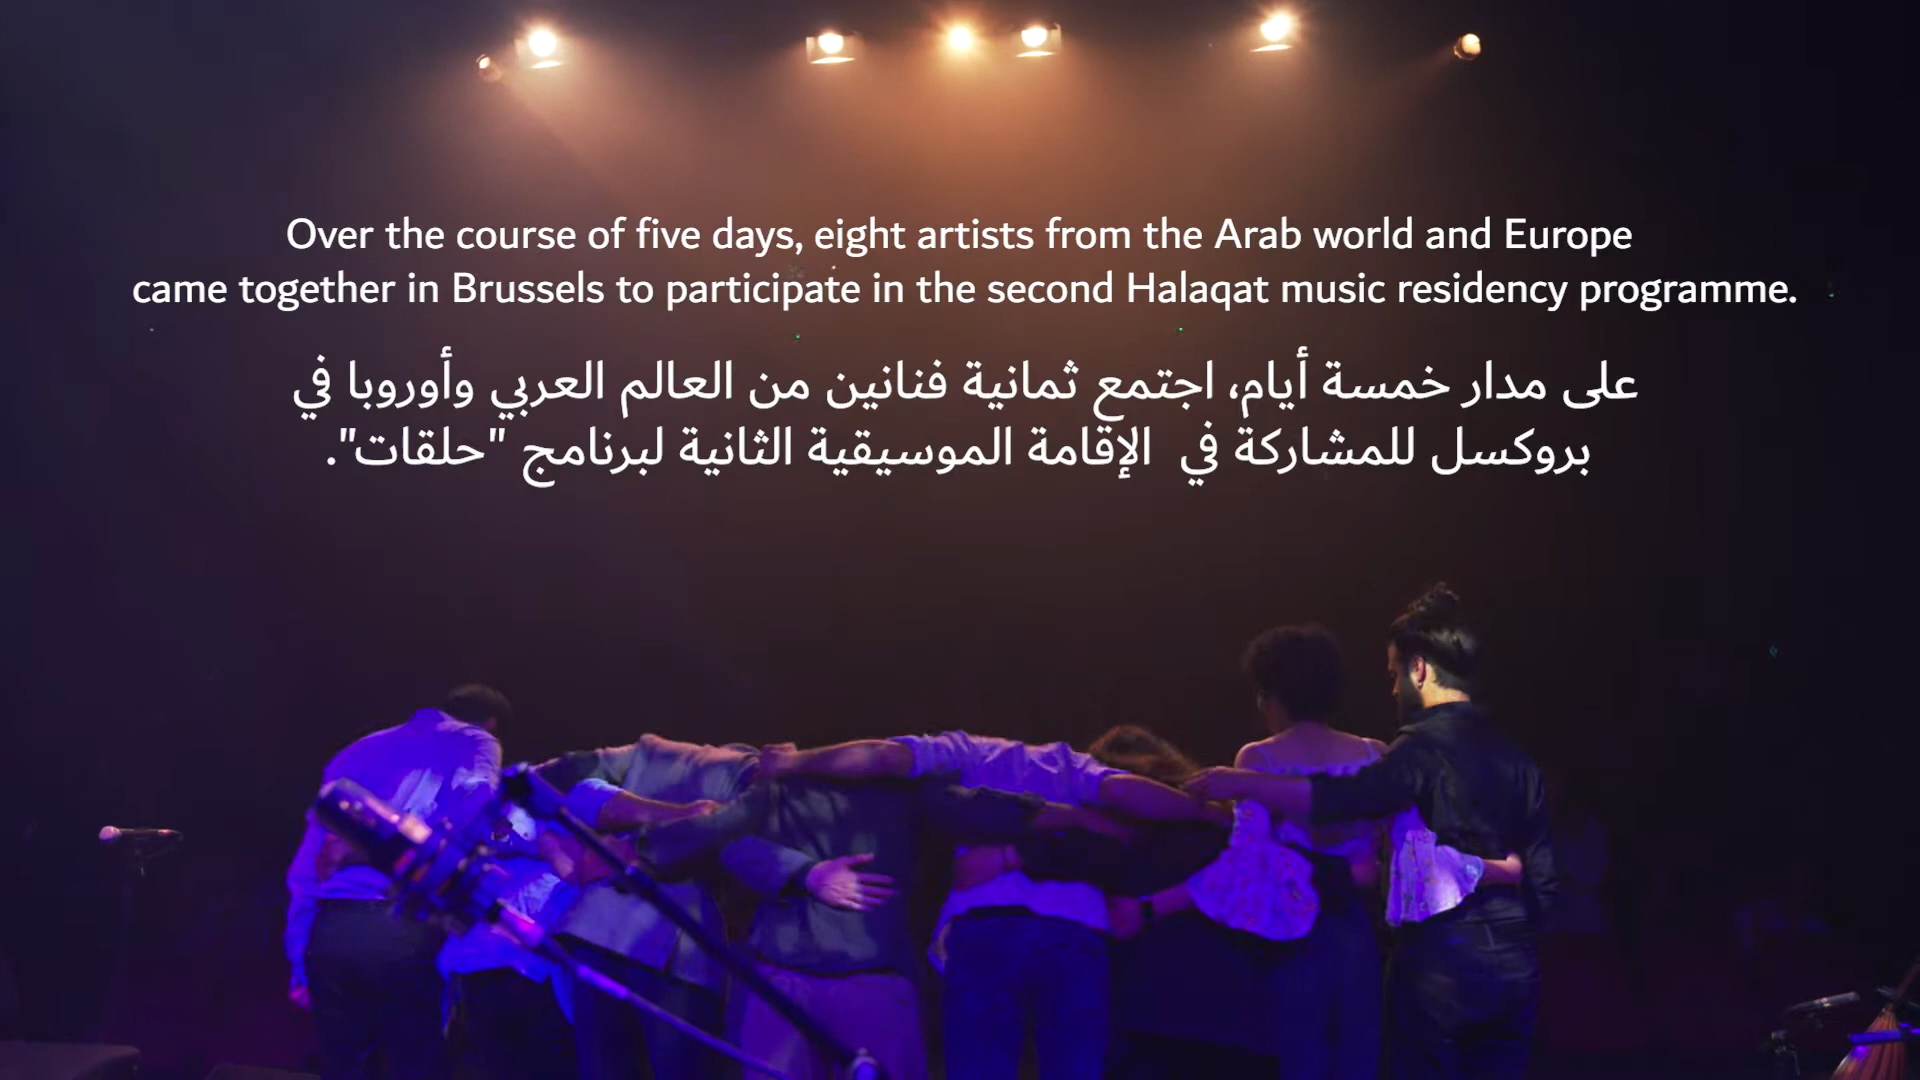 Over the course of five days, eight artists from the Arab world and Europe
came together in Brussels to participate in the second Halaqat music residency programme.
على مدار خمسة أيام، اجتمع ثمانية فنانين من العالم العربي وأوروبا في
بروكسل للمشاركة في  الإقامة الموسيقية الثانية لبرنامج "حلقات".